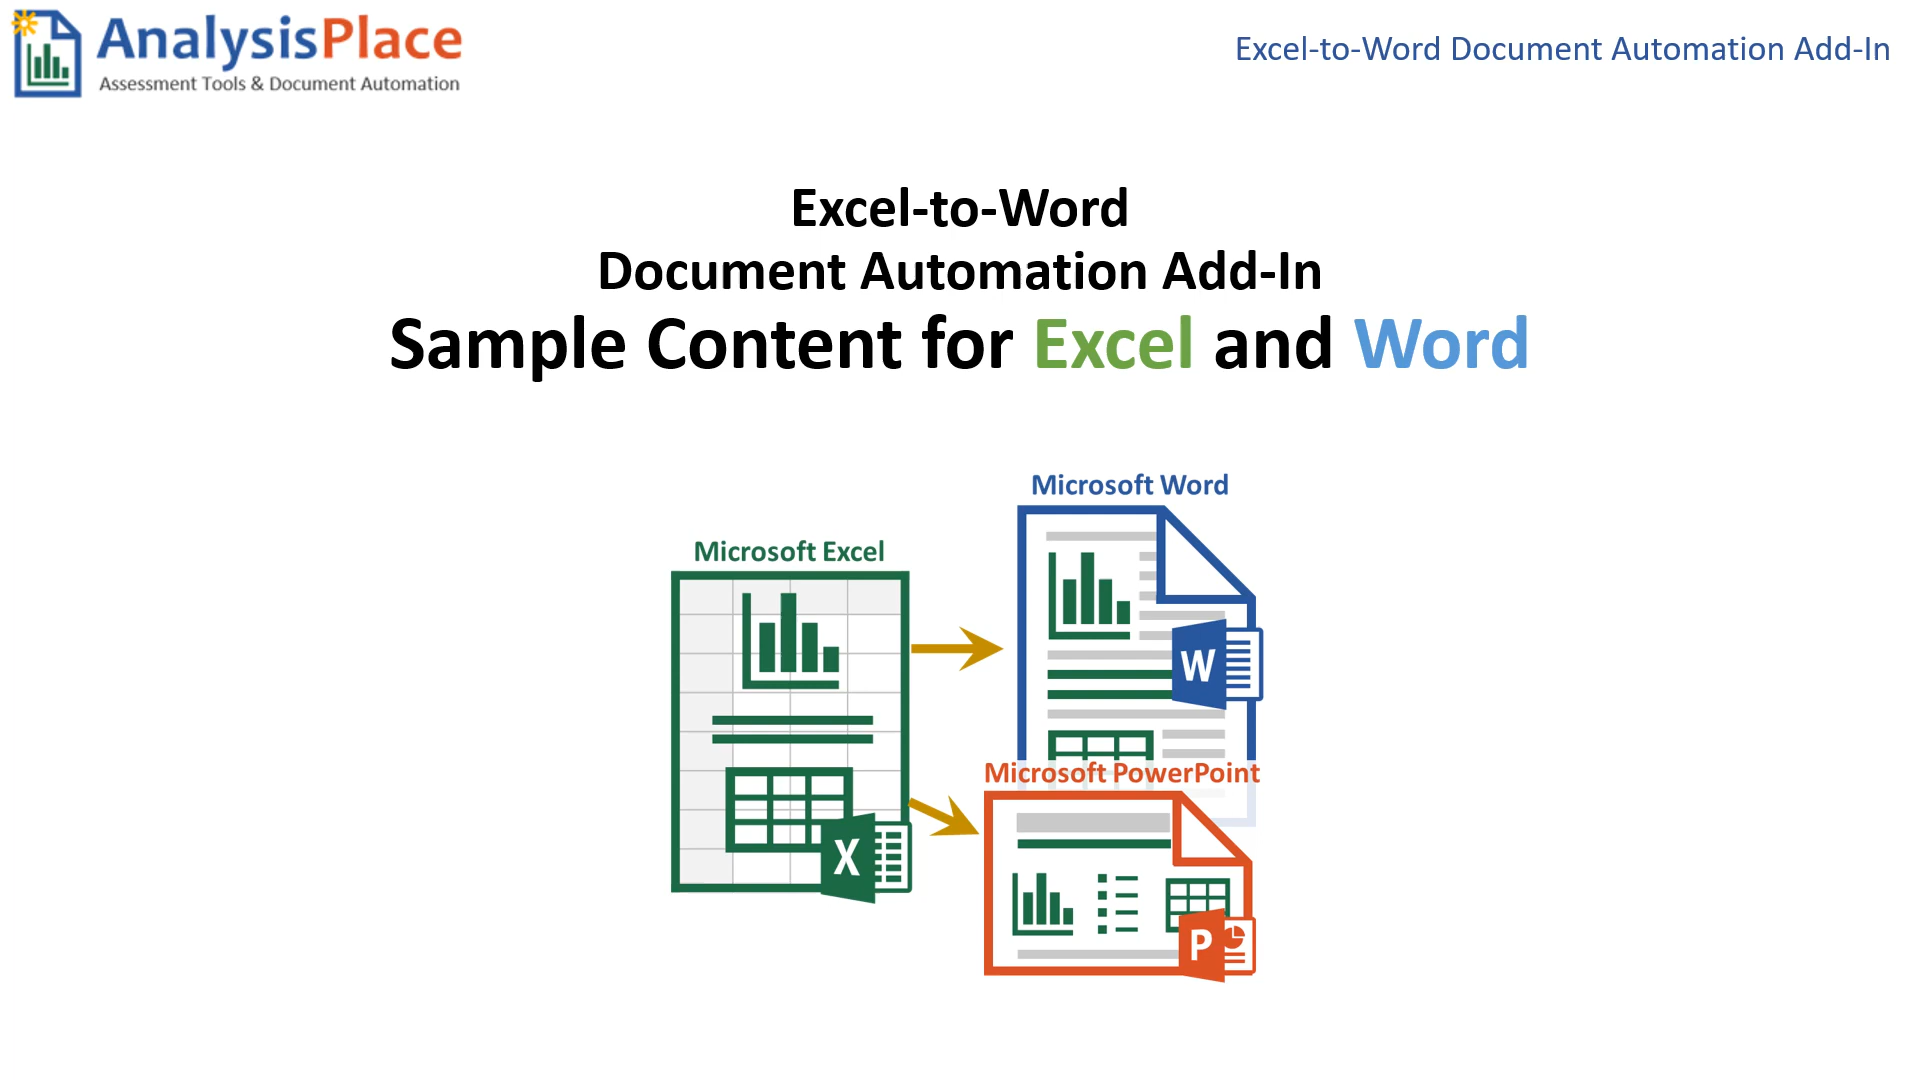 AnalysisPlace
Assessment Tools & Document Automation
Excel-to-Word Document Automation Add-In
Excel-to-Word
Document Automation Add-In
Sample Content for Excel and Word
Microsoft Word
Microsoft Excel
W
Microsoft PowerPoint
X
P